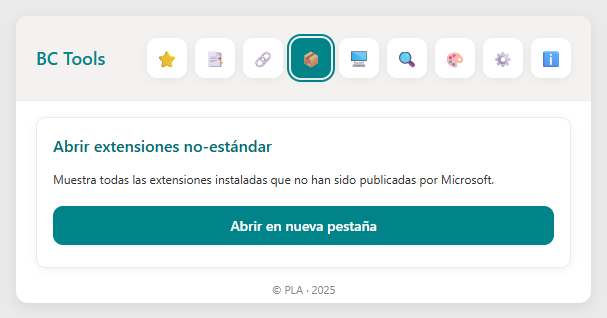 BC Tools
Abrir extensiones no-estándar
Muestra todas las extensiones instaladas que no han sido publicadas por Microsoft.
Abrir en nueva pestaña
© PLA · 2025